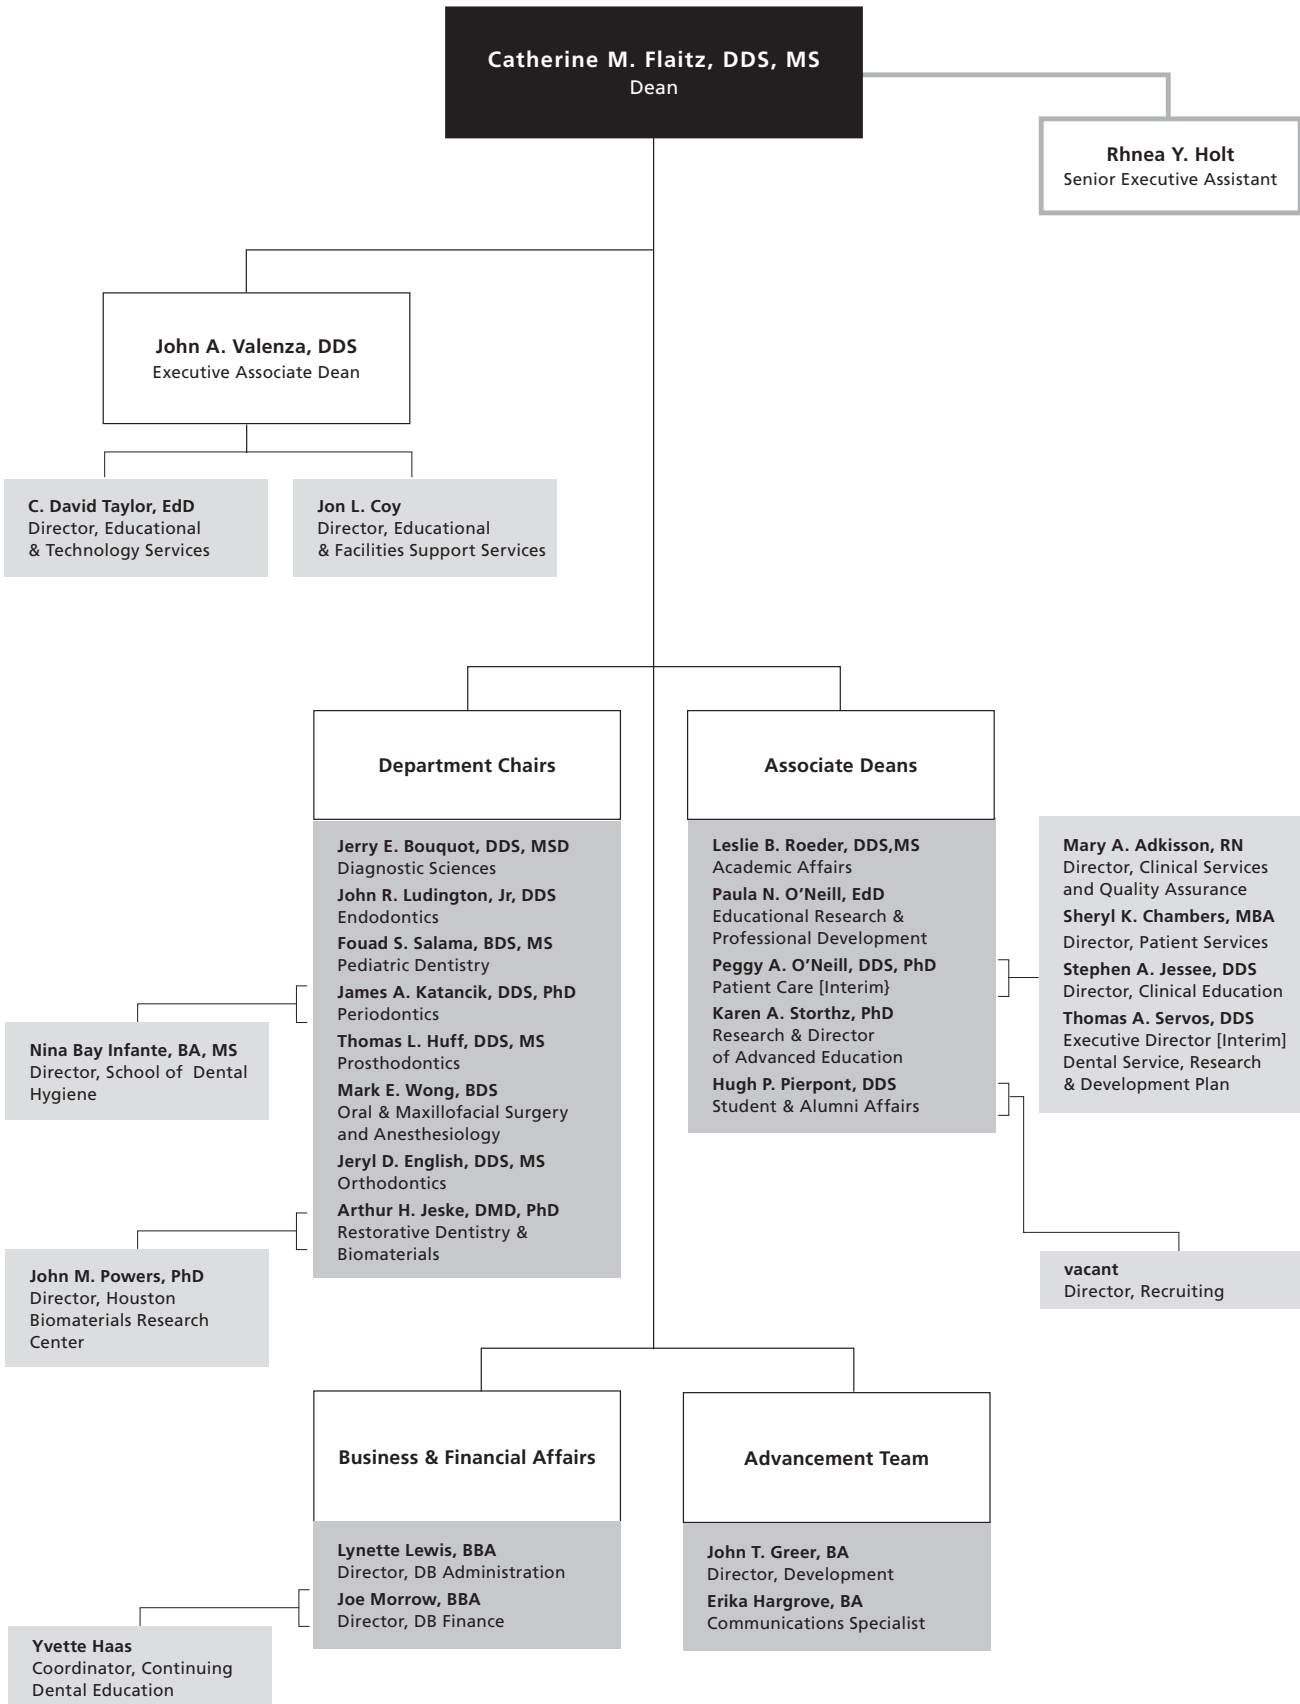 Catherine M. Flaitz, DDS, MS
Dean
Rhnea Y. Holt
Senior Executive Assistant
John A. Valenza, DDS
Executive Associate Dean
C. David Taylor, EdD
Director, Educational
& Technology Services
Jon L. Coy
Director, Educational
& Facilities Support Services
Department Chairs
Jerry E. Bouquot, DDS, MSD
Diagnostic Sciences
John R. Ludington, Jr, DDS
Endodontics
Fouad S. Salama, BDS, MS
Pediatric Dentistry
James A. Katancik, DDS, PhD
Periodontics
Thomas L. Huff, DDS, MS
Prosthodontics
Mark E. Wong, BDS
Oral & Maxillofacial Surgery
and Anesthesiology
Jeryl D. English, DDS, MS
Orthodontics
Arthur H. Jeske, DMD, PhD
Restorative Dentistry &
Biomaterials
Nina Bay Infante, BA, MS
Director, School of  Dental
Hygiene
John M. Powers, PhD
Director, Houston
Biomaterials Research
Center
Associate Deans
Leslie B. Roeder, DDS,MS
Academic Affairs
Paula N. O’Neill, EdD
Educational Research &
Professional Development
Peggy A. O’Neill, DDS, PhD
Patient Care [Interim}
Karen A. Storthz, PhD
Research & Director
of Advanced Education
Hugh P. Pierpont, DDS
Student & Alumni Affairs
Mary A. Adkisson, RN
Director, Clinical Services
and Quality Assurance
Sheryl K. Chambers, MBA
Director, Patient Services
Stephen A. Jessee, DDS
Director, Clinical Education
Thomas A. Servos, DDS
Executive Director [Interim]
Dental Service, Research
& Development Plan
vacant
Director, Recruiting
Business & Financial Affairs
Lynette Lewis, BBA
Director, DB Administration
Joe Morrow, BBA
Director, DB Finance
Yvette Haas
Coordinator, Continuing
Dental Education
Advancement Team
John T. Greer, BA
Director, Development
Erika Hargrove, BA
Communications Specialist